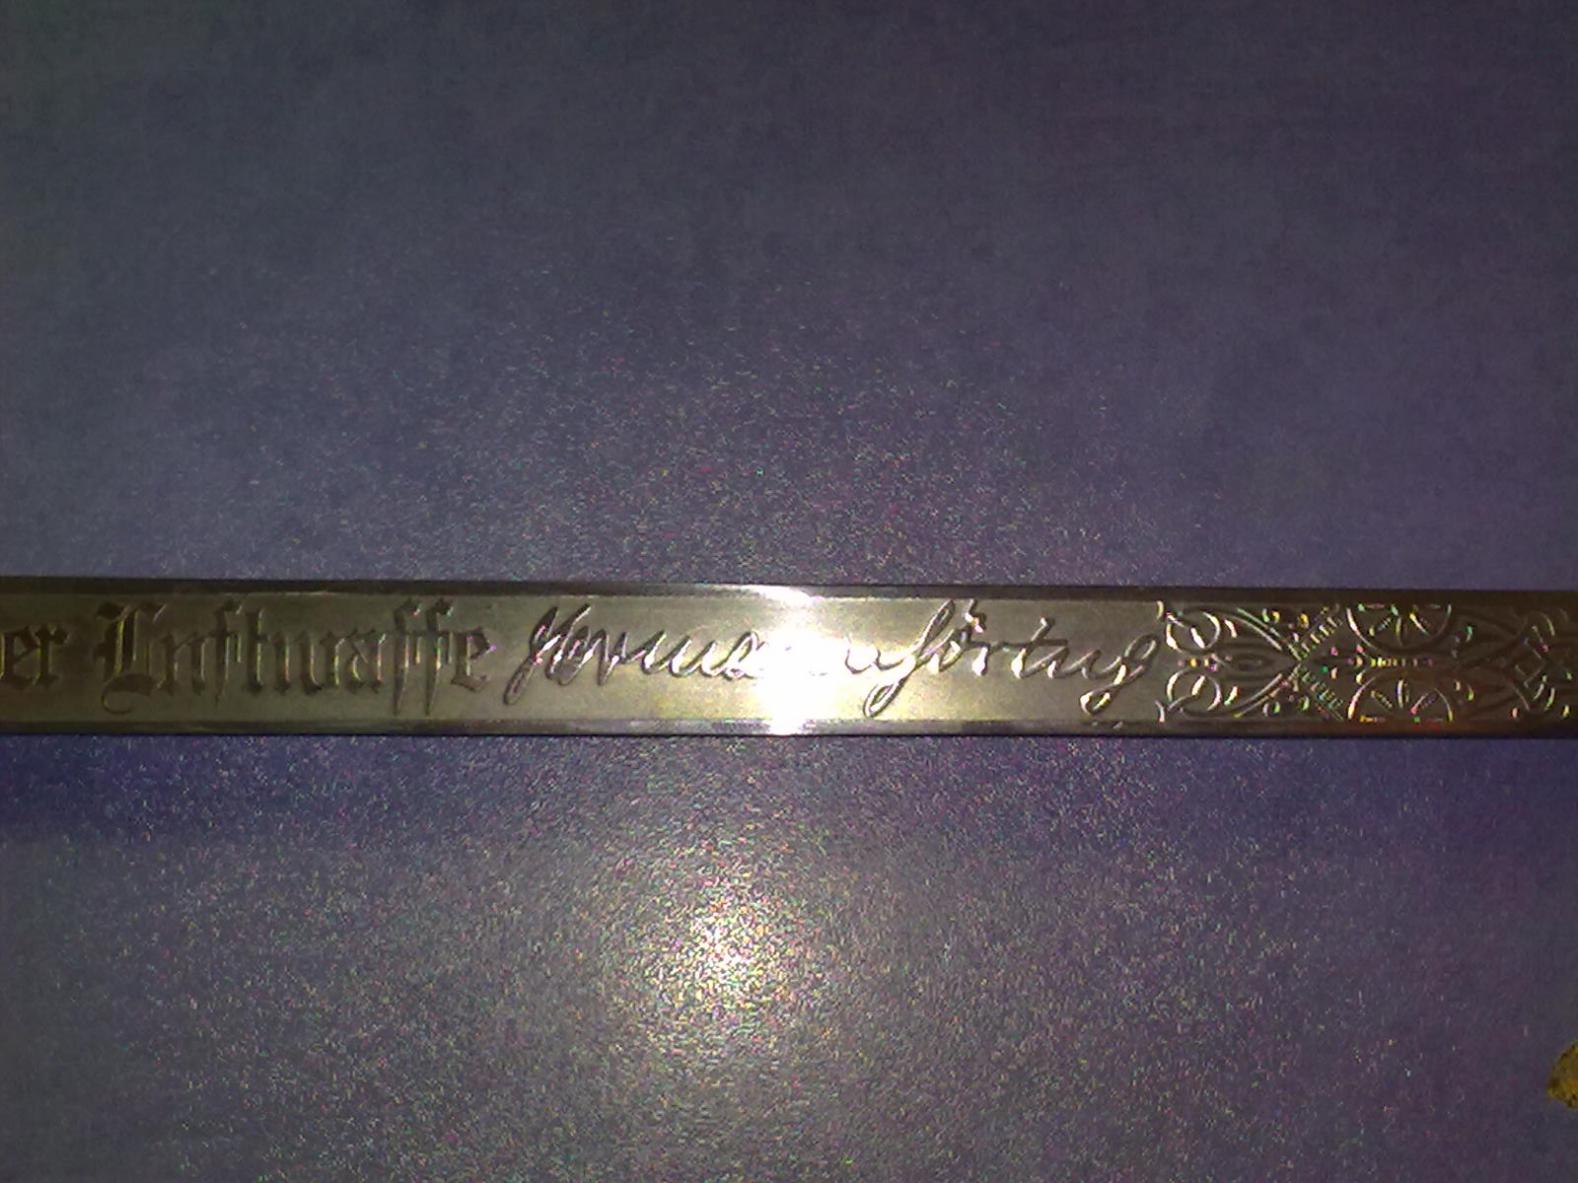 er Luftwaffe Hermann Göring